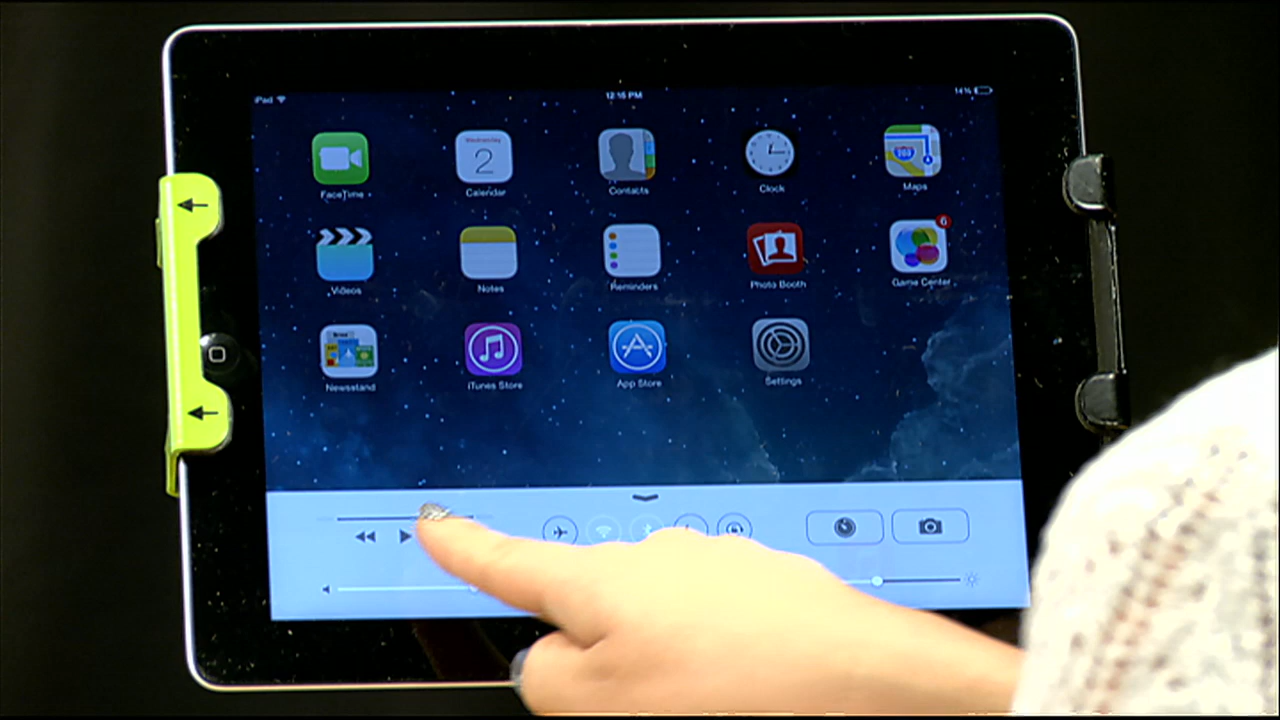 iPad 12:15 PM 14%
FaceTime Wednesday 2 Calendar Contacts Clock Maps
Videos Notes Reminders Photo Booth 6 Game Center
Newsstand iTunes Store App Store Settings